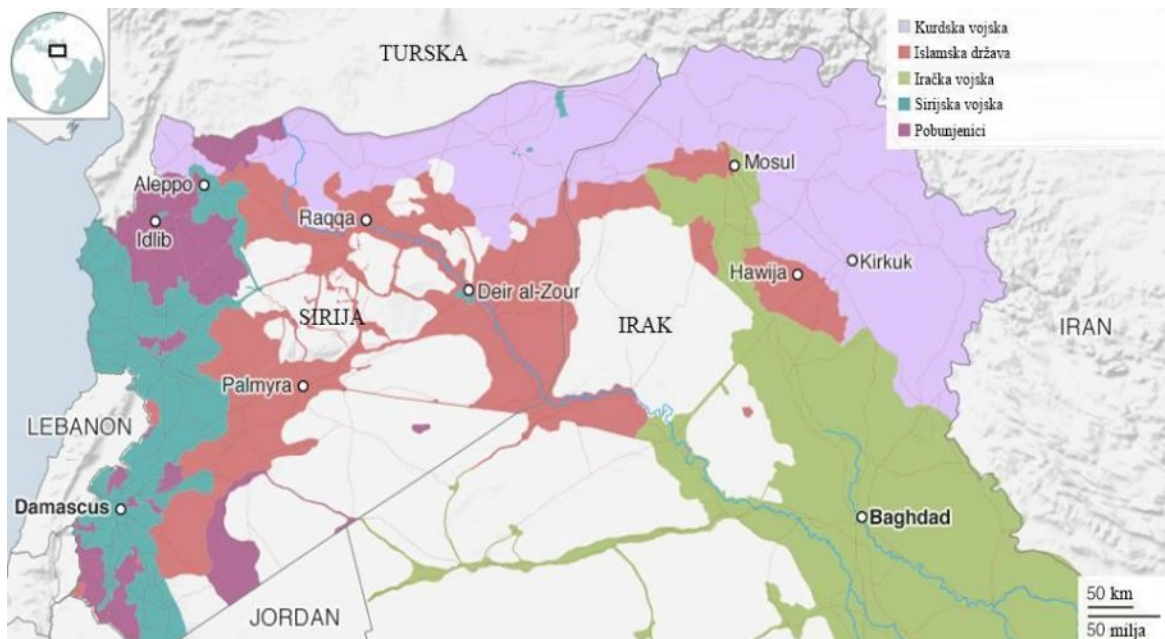 Kurdska vojska
Islamska država
Iračka vojska
Sirijska vojska
Pobunjenici
TURSKA
Mosul
Aleppo
Raqqa
Idlib
Kirkuk
Hawija
Deir al-Zour
SIRIJA
IRAK
IRAN
Palmyra
LEBANON
Damascus
Baghdad
JORDAN
50 km
50 milja